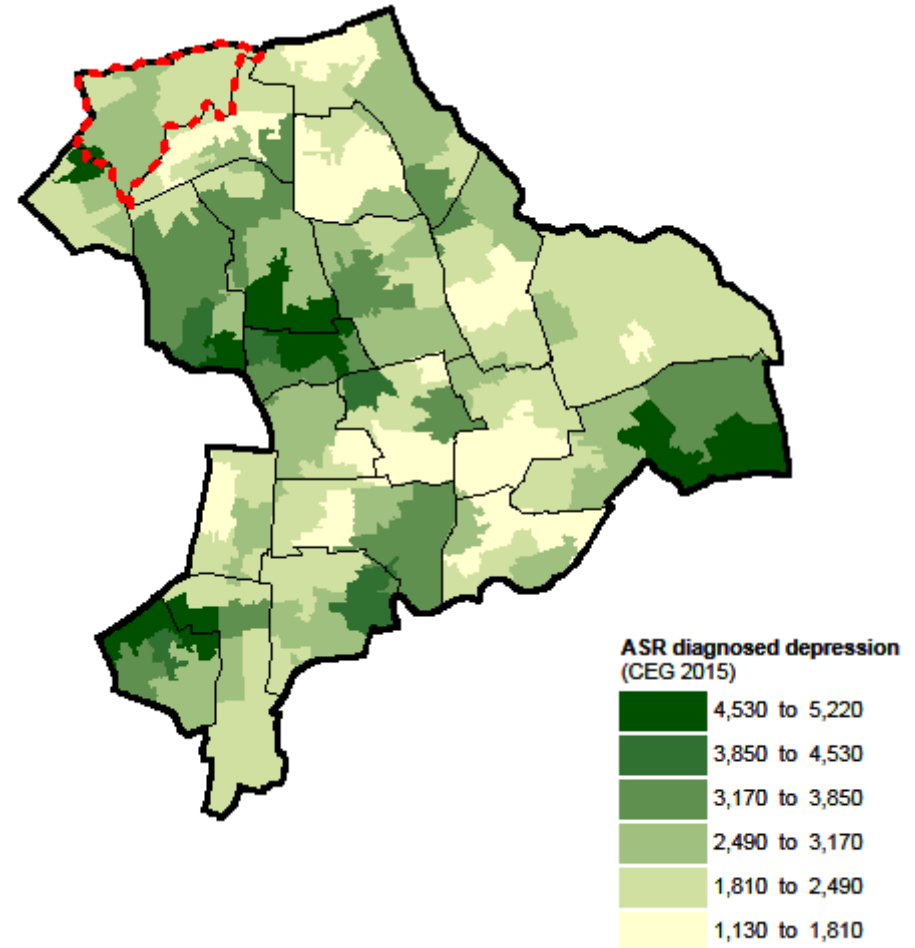 ASR diagnosed depression
(CEG 2015)
4,530 to 5,220
3,850 to 4,530
3,170 to 3,850
2,490 to 3,170
1,810 to 2,490
1,130 to 1,810